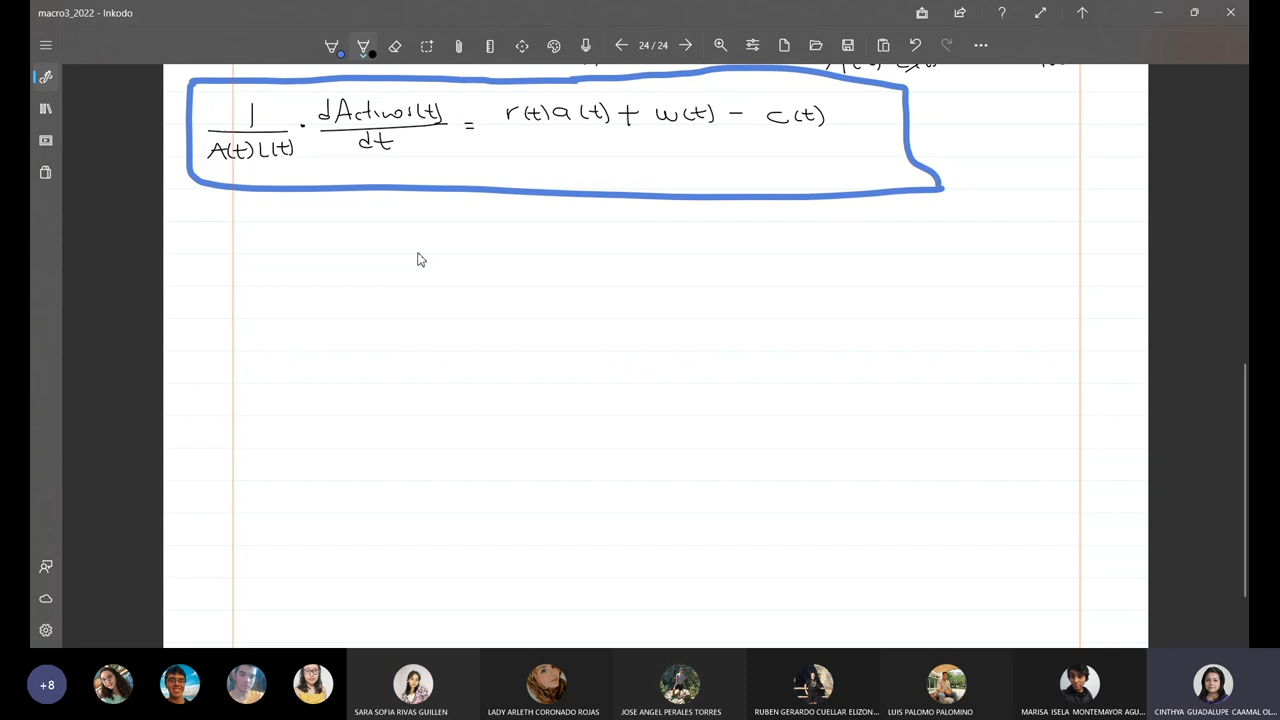 macro3_2022 - Inkodo
24 / 24
1/(A(t)L(t)) · dActivos(t)/dt = r(t)a(t) + w(t) - c(t)
+8
SARA SOFIA RIVAS GUILLEN
LADY ARLETH CORONADO ROJAS
JOSE ANGEL PERALES TORRES
RUBEN GERARDO CUELLAR ELIZON...
LUIS PALOMO PALOMINO
MARISA ISELA MONTEMAYOR AGU...
CINTHYA GUADALUPE CAAMAL OL...